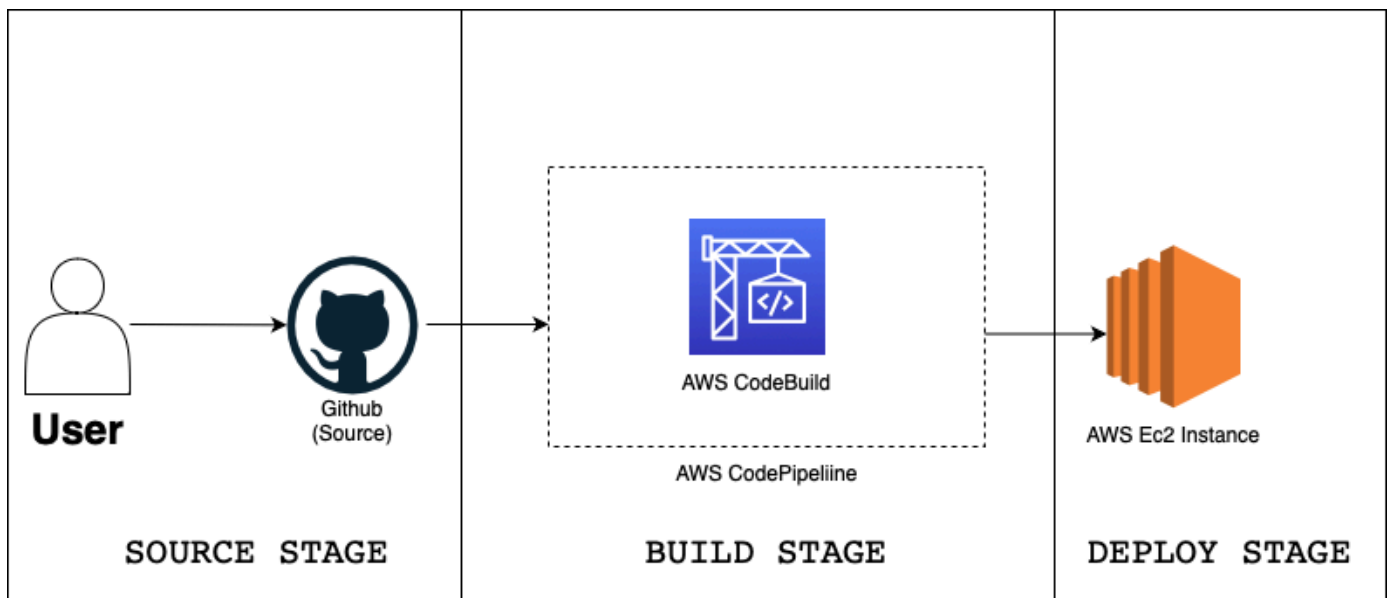 User
Github
(Source)
AWS CodeBuild
AWS CodePipeliine
AWS Ec2 Instance
SOURCE STAGE
BUILD STAGE
DEPLOY STAGE